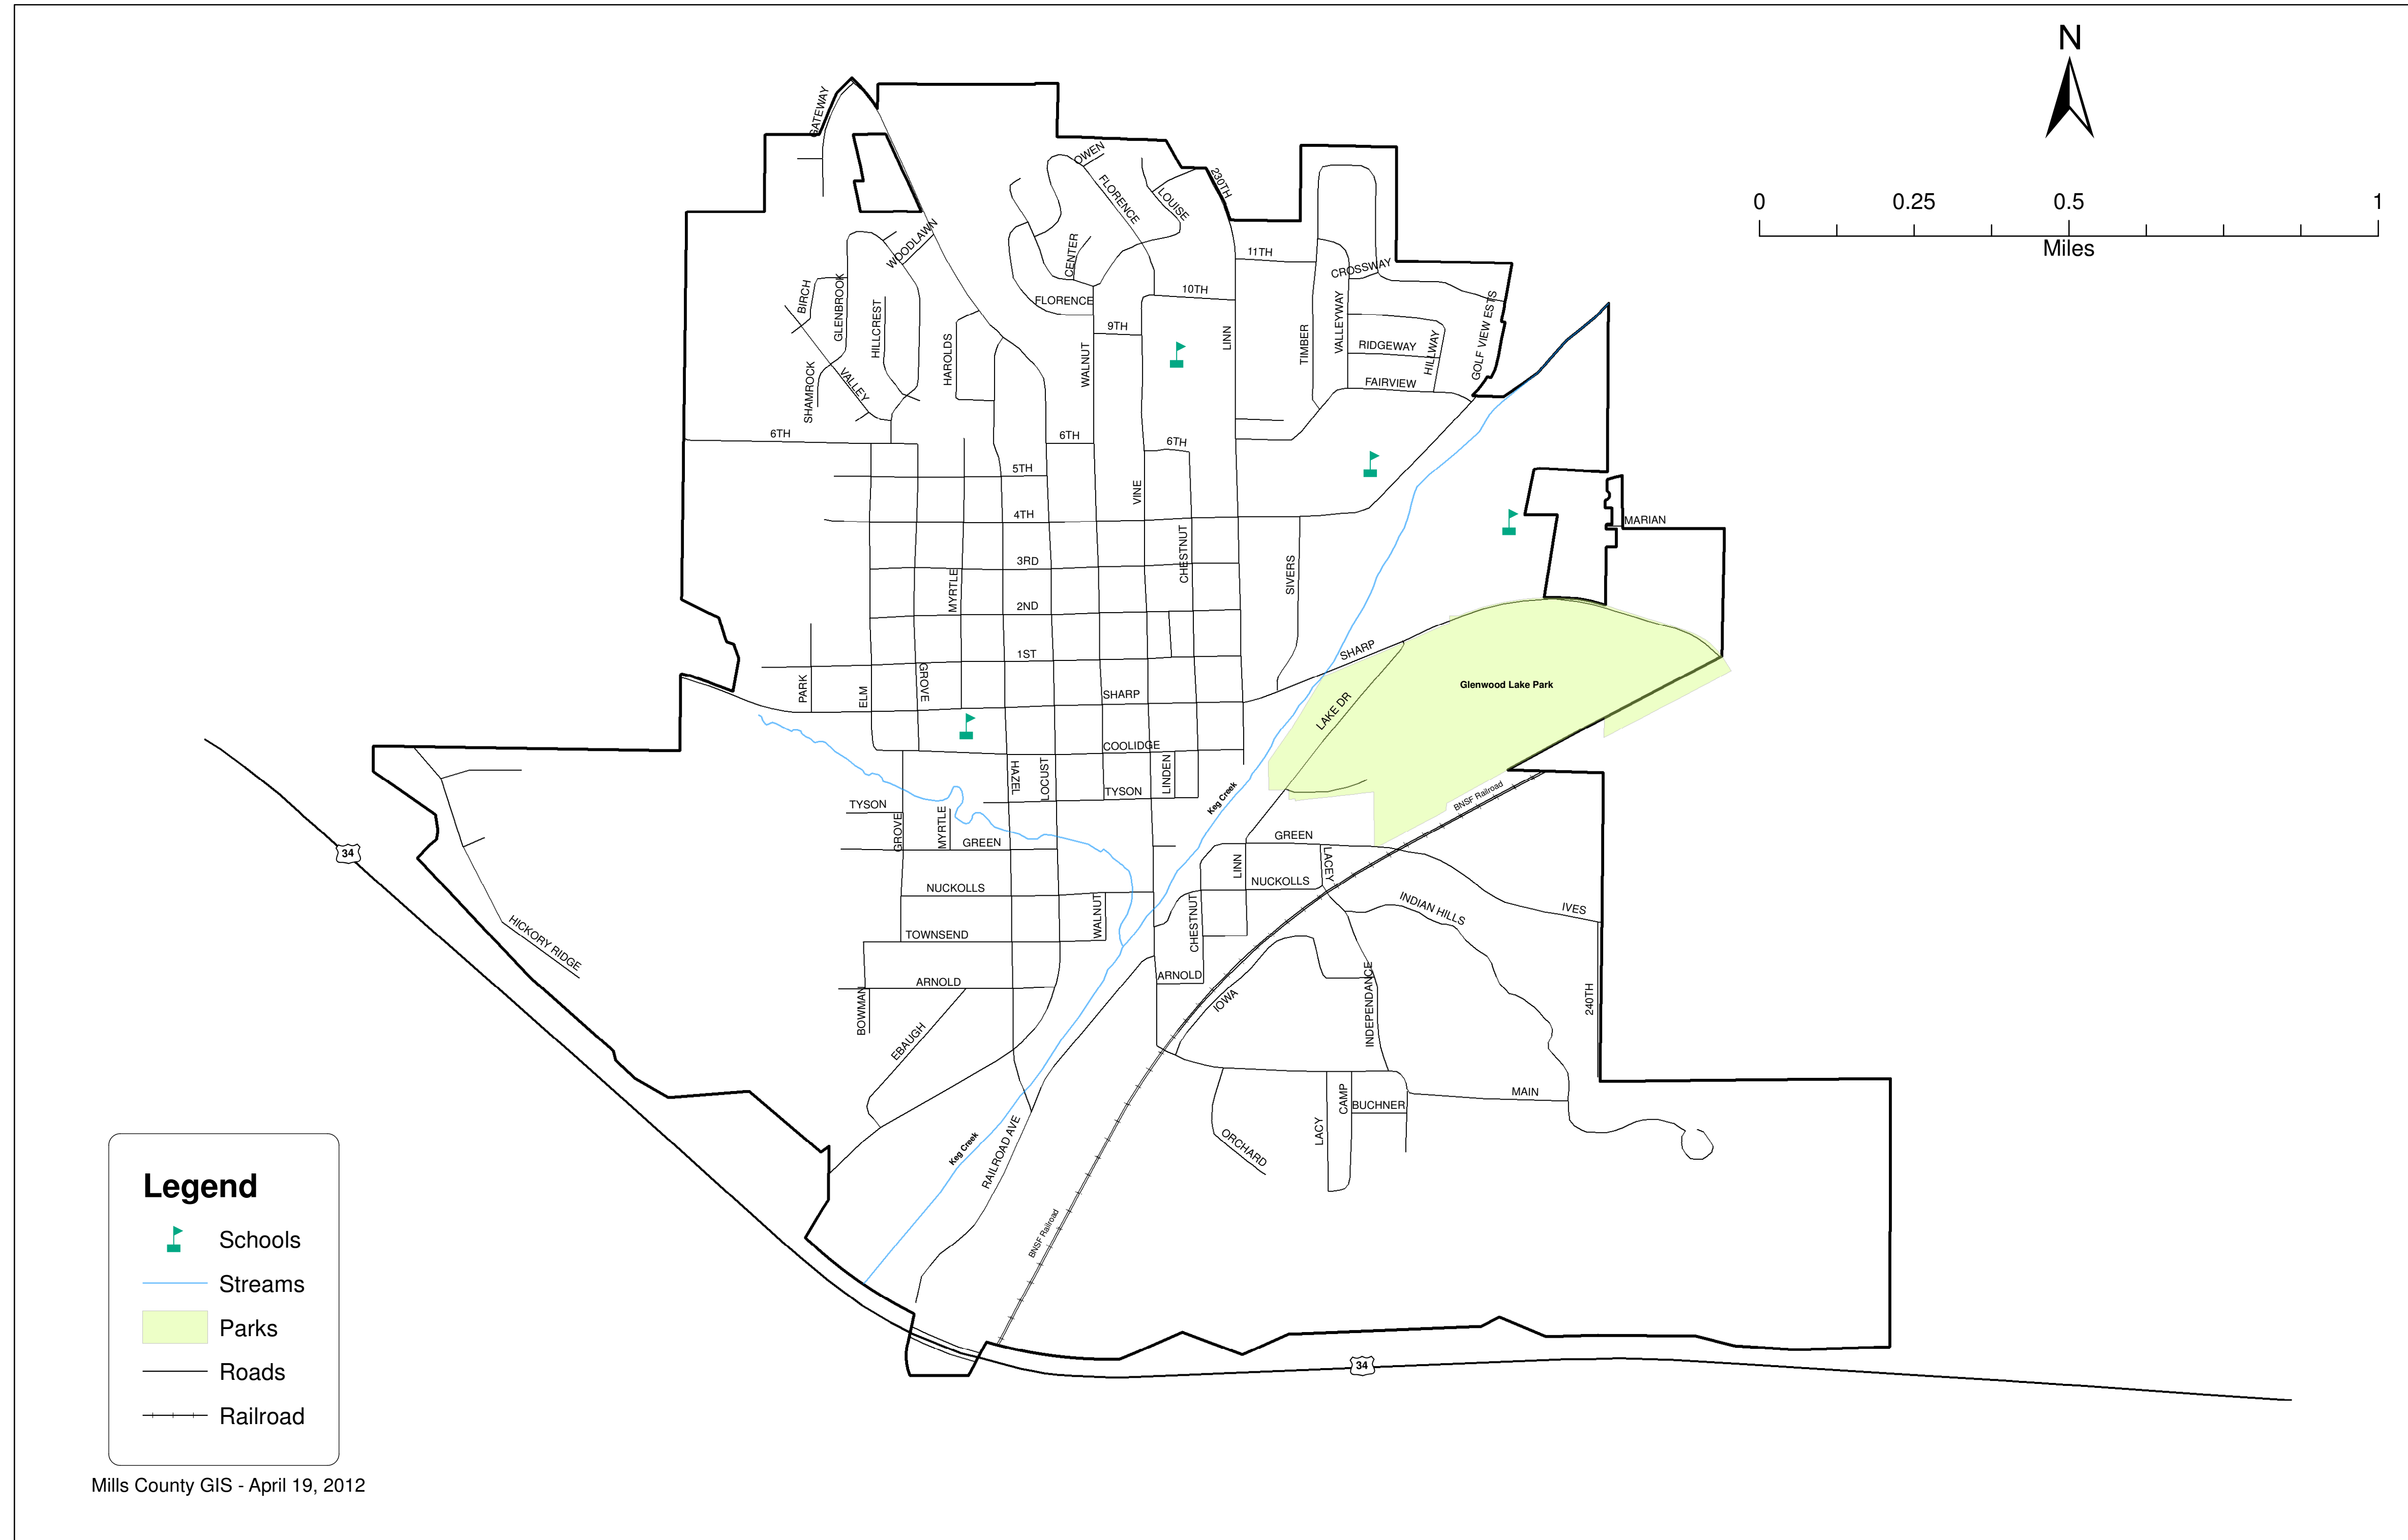 N
0 0.25 0.5 1
Miles
GATEWAY
OWEN
230TH
FLORENCE
LOUISE
WOODLAWN
CENTER
11TH
CROSSWAY
BIRCH
GLENBROOK
FLORENCE
10TH
GOLF VIEW ESTS
HILLCREST
9TH
LINN
TIMBER
VALLEYWAY
HAROLDS
WALNUT
RIDGEWAY
HILLWAY
SHAMROCK
VALLEY
FAIRVIEW
6TH
6TH
6TH
5TH
VINE
4TH
MARIAN
CHESTNUT
3RD
SIVERS
MYRTLE
2ND
1ST
SHARP
PARK
ELM
GROVE
SHARP
Glenwood Lake Park
LAKE DR
COOLIDGE
HAZEL
LOCUST
LINDEN
TYSON
TYSON
Keg Creek
BNSF Railroad
GROVE
MYRTLE
GREEN
GREEN
34
LINN
LACEY
NUCKOLLS
NUCKOLLS
WALNUT
CHESTNUT
INDIAN HILLS
IVES
HICKORY RIDGE
TOWNSEND
ARNOLD
ARNOLD
BOWMAN
IOWA
INDEPENDANCE
240TH
EBAUGH
MAIN
CAMP
BUCHNER
LACY
ORCHARD
Keg Creek
RAILROAD AVE
BNSF Railroad
34
Legend
Schools
Streams
Parks
Roads
Railroad
Mills County GIS - April 19, 2012